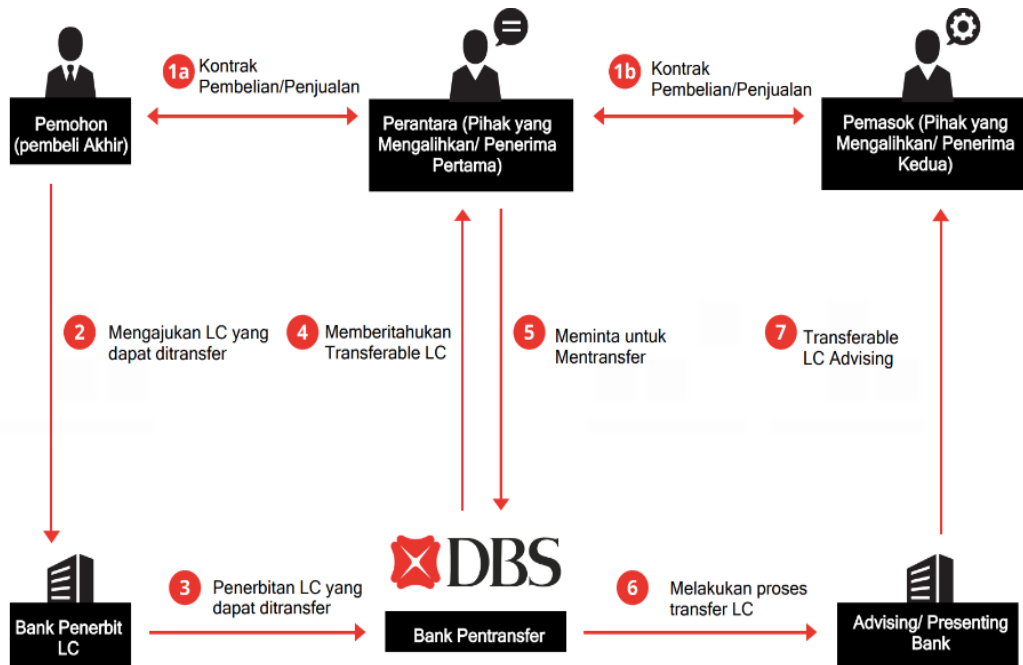 1a
Kontrak
Pembelian/Penjualan
1b
Kontrak
Pembelian/Penjualan
Pemohon
(pembeli Akhir)
Perantara (Pihak yang
Mengalihkan/ Penerima
Pertama)
Pemasok (Pihak yang
Mengalihkan/ Penerima
Kedua)
2
Mengajukan LC yang
dapat ditransfer
4
Memberitahukan
Transferable LC
5
Meminta untuk
Mentransfer
7
Transferable
LC Advising
DBS
3
Penerbitan LC yang
dapat ditransfer
6
Melakukan proses
transfer LC
Bank Penerbit
LC
Bank Pentransfer
Advising/ Presenting
Bank